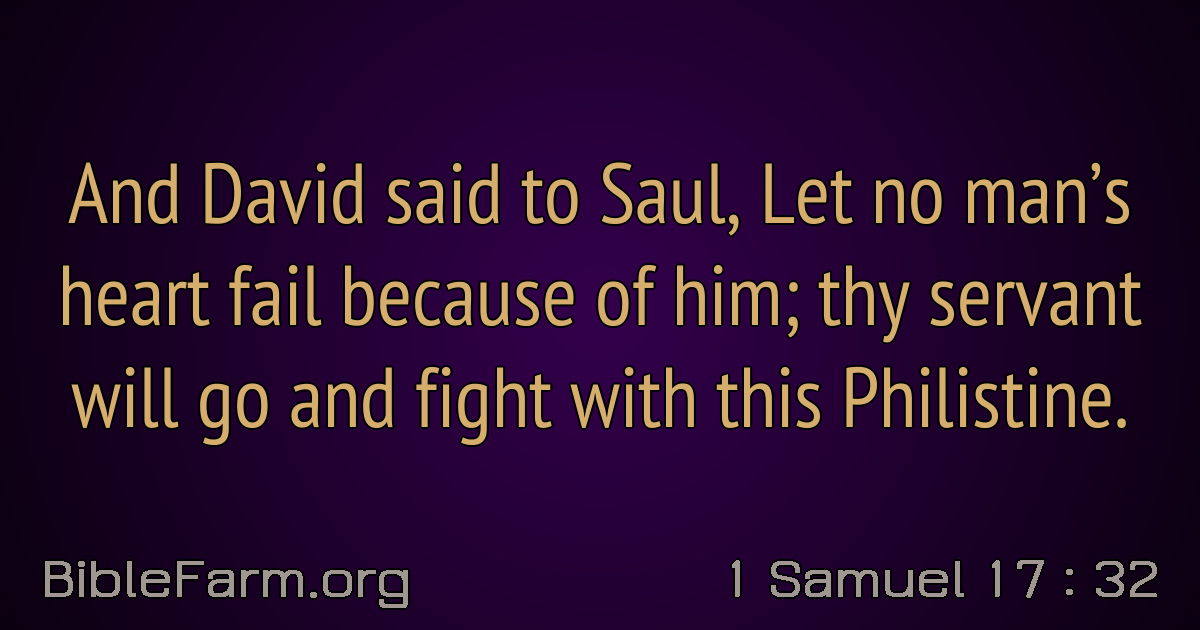 And David said to Saul, Let no man’s
heart fail because of him; thy servant
will go and fight with this Philistine.
BibleFarm.org
1 Samuel 17 : 32